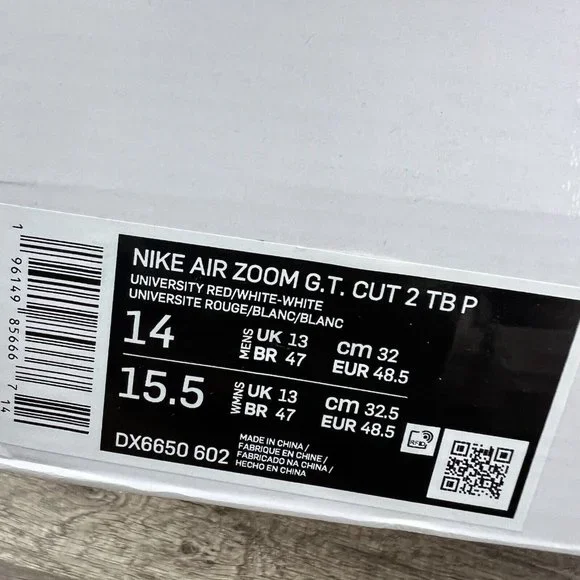 NIKE AIR ZOOM G.T. CUT 2 TB P
UNIVERSITY RED/WHITE-WHITE
UNIVERSITE ROUGE/BLANC/BLANC
14 MENS UK 13 cm 32
BR 47 EUR 48.5
15.5 WMNS UK 13 cm 32.5
BR 47 EUR 48.5
DX6650 602
MADE IN CHINA /
FABRIQUE EN CHINE /
FABRICADO NA CHINA /
HECHO EN CHINA
RFID
1 96149 85666 7 14